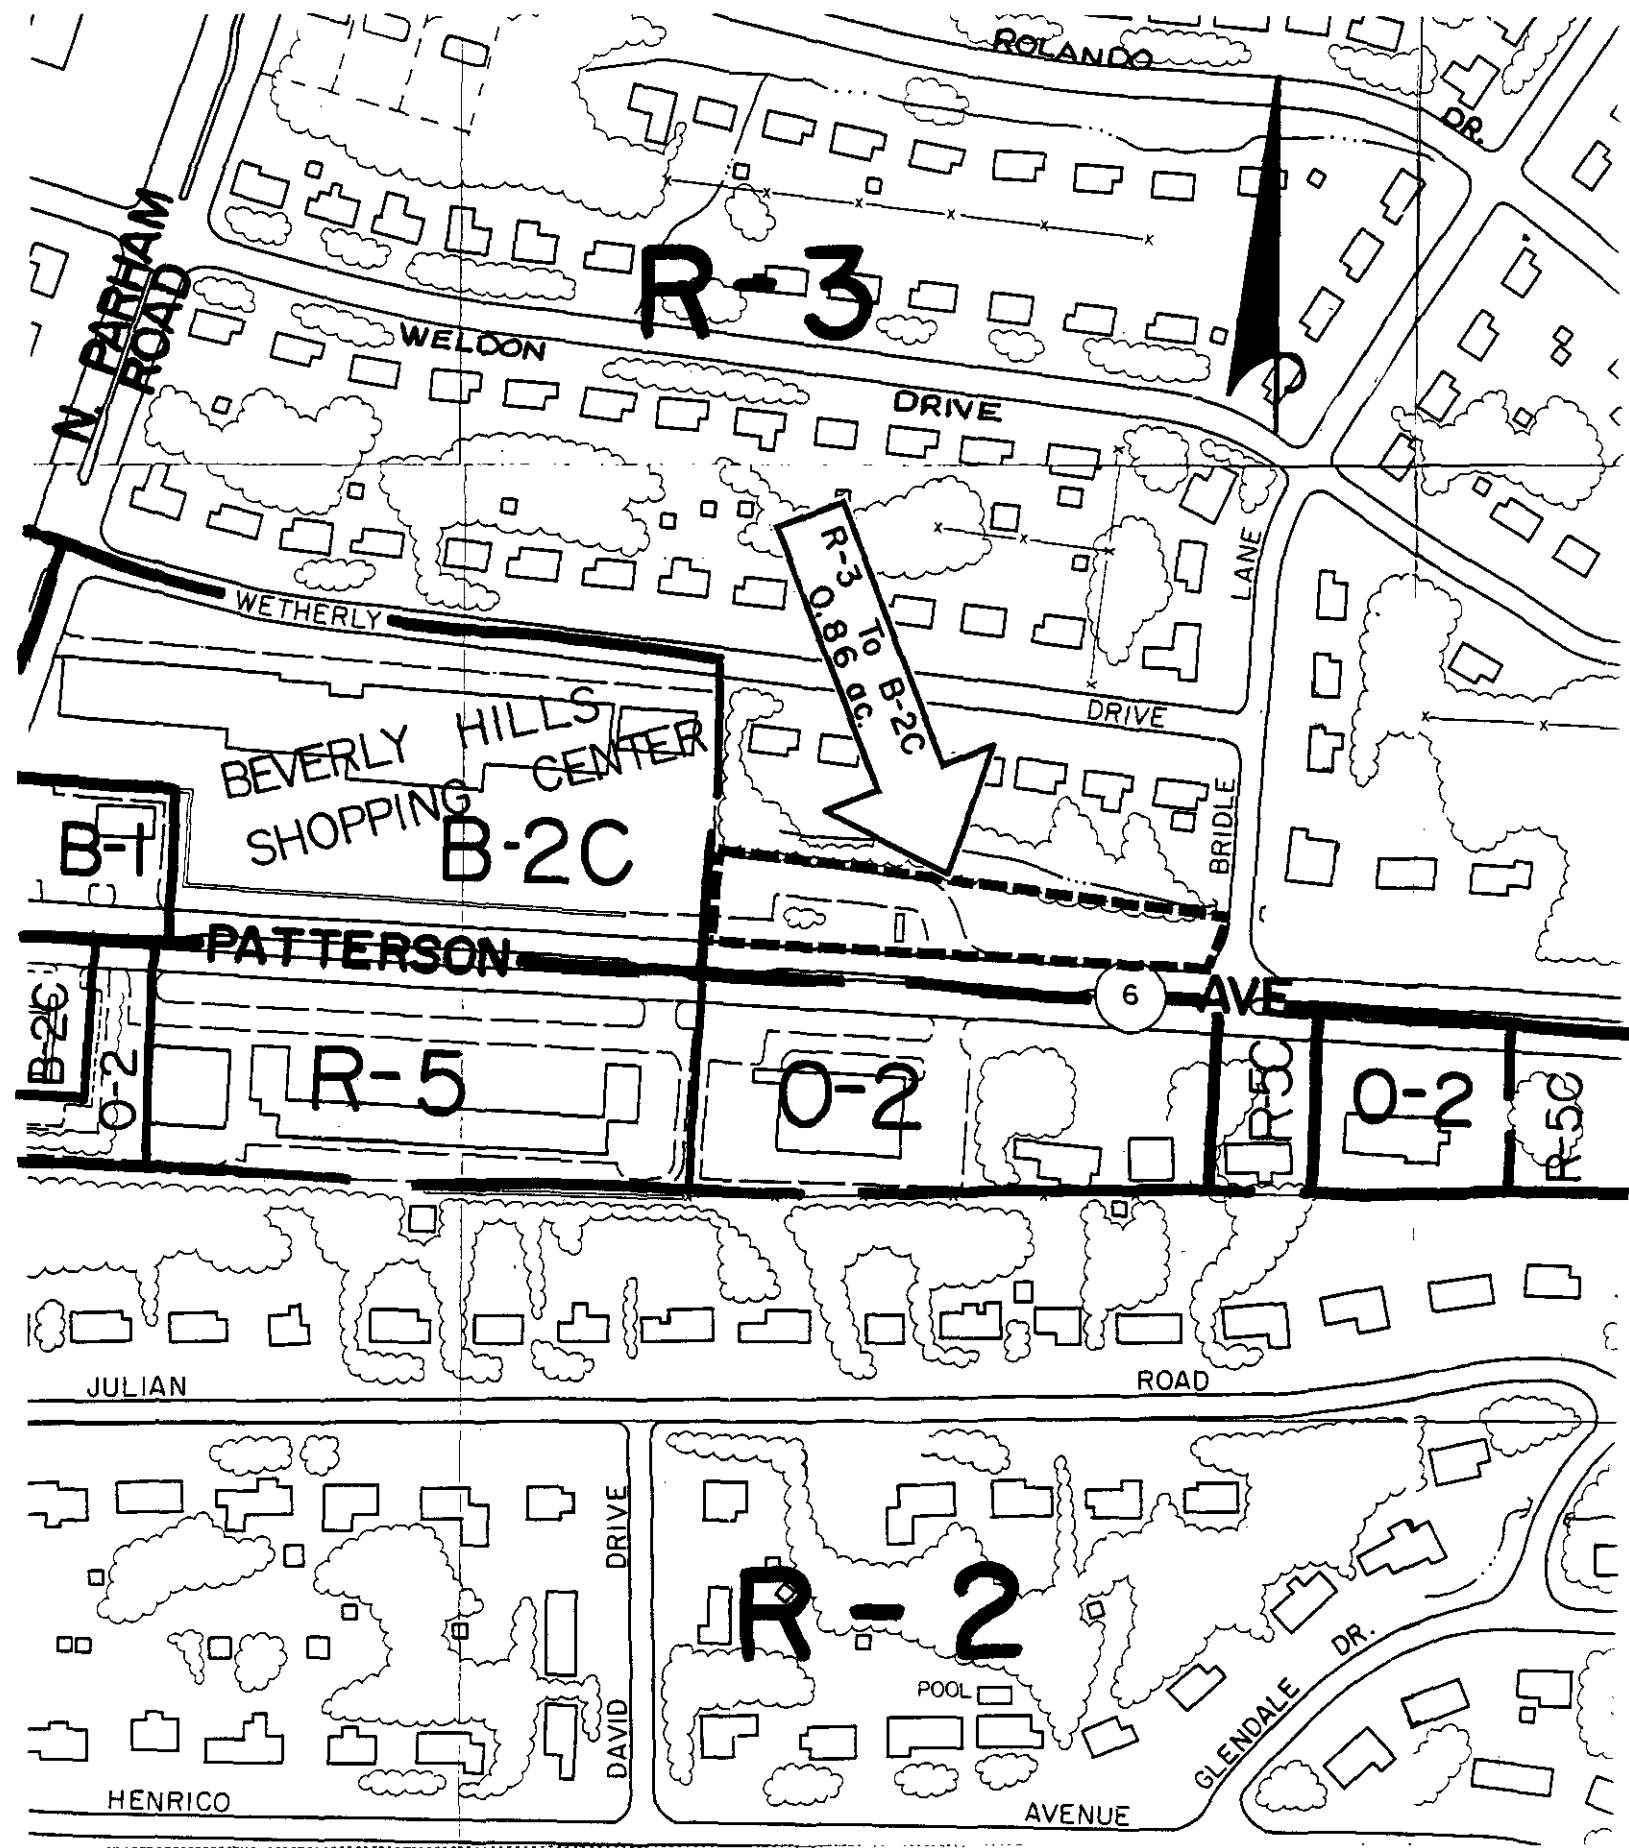 ROLANDO
DR.
N. PARHAM
ROAD
R-3
WELDON
DRIVE
LANE
R-3 To B-2C
0.86 ac.
WETHERLY
DRIVE
BEVERLY HILLS
SHOPPING CENTER
BRIDLE
B-1
B-2C
PATTERSON
6
AVE
B-2C
O-2
R-5
O-2
R-5C
O-2
R-5C
JULIAN
ROAD
DRIVE
DAVID
R-2
POOL
GLENDALE
DR.
HENRICO
AVENUE